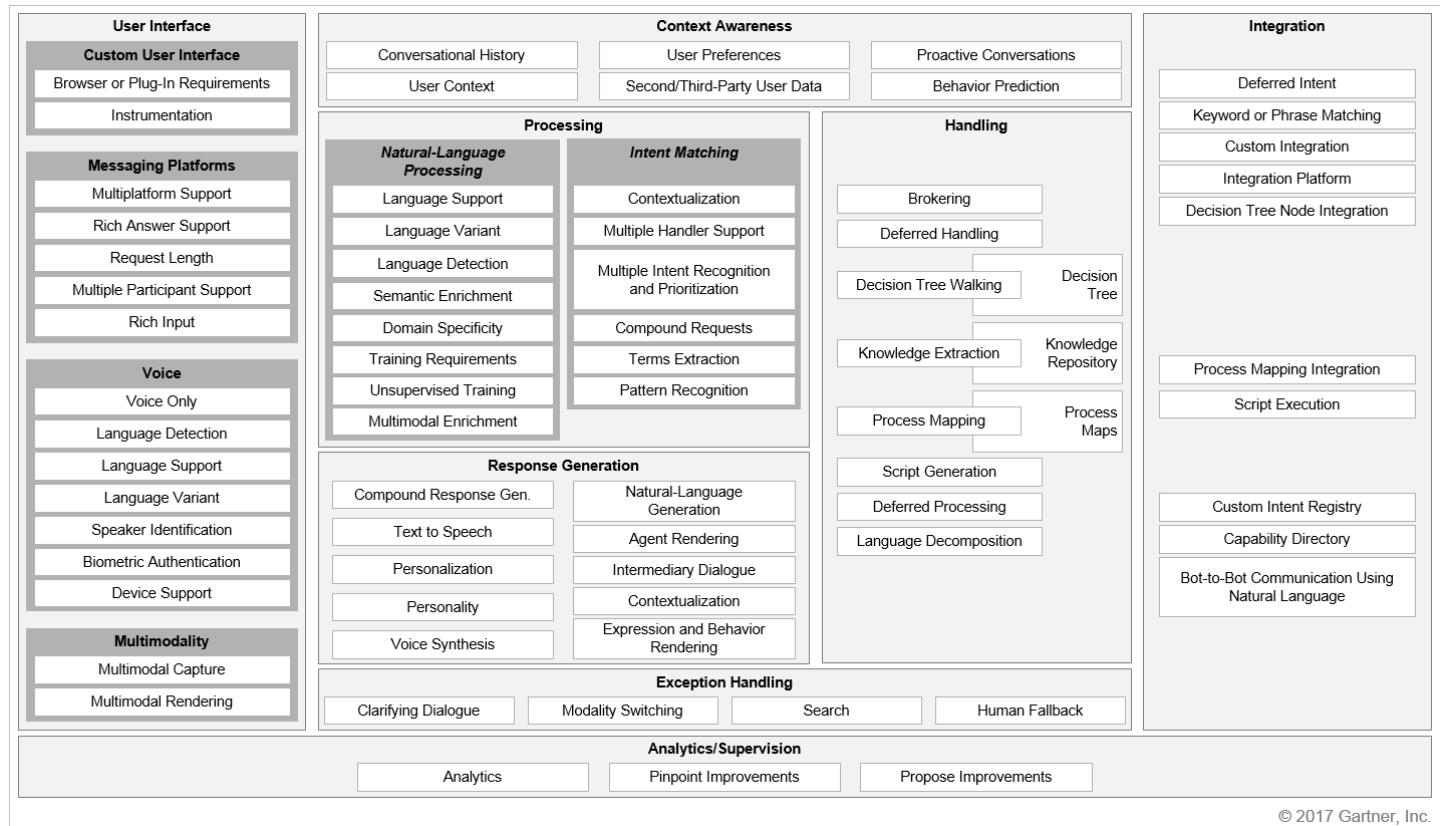 User Interface
Custom User Interface
Browser or Plug-In Requirements
Instrumentation
Messaging Platforms
Multiplatform Support
Rich Answer Support
Request Length
Multiple Participant Support
Rich Input
Voice
Voice Only
Language Detection
Language Support
Language Variant
Speaker Identification
Biometric Authentication
Device Support
Multimodality
Multimodal Capture
Multimodal Rendering
Context Awareness
Conversational History
User Preferences
Proactive Conversations
User Context
Second/Third-Party User Data
Behavior Prediction
Processing
Natural-Language
Processing
Language Support
Language Variant
Language Detection
Semantic Enrichment
Domain Specificity
Training Requirements
Unsupervised Training
Multimodal Enrichment
Intent Matching
Contextualization
Multiple Handler Support
Multiple Intent Recognition
and Prioritization
Compound Requests
Terms Extraction
Pattern Recognition
Response Generation
Compound Response Gen.
Text to Speech
Personalization
Personality
Voice Synthesis
Natural-Language
Generation
Agent Rendering
Intermediary Dialogue
Contextualization
Expression and Behavior
Rendering
Handling
Brokering
Deferred Handling
Decision Tree Walking
Decision
Tree
Knowledge Extraction
Knowledge
Repository
Process Mapping
Process
Maps
Script Generation
Deferred Processing
Language Decomposition
Exception Handling
Clarifying Dialogue
Modality Switching
Search
Human Fallback
Integration
Deferred Intent
Keyword or Phrase Matching
Custom Integration
Integration Platform
Decision Tree Node Integration
Process Mapping Integration
Script Execution
Custom Intent Registry
Capability Directory
Bot-to-Bot Communication Using
Natural Language
Analytics/Supervision
Analytics
Pinpoint Improvements
Propose Improvements
© 2017 Gartner, Inc.